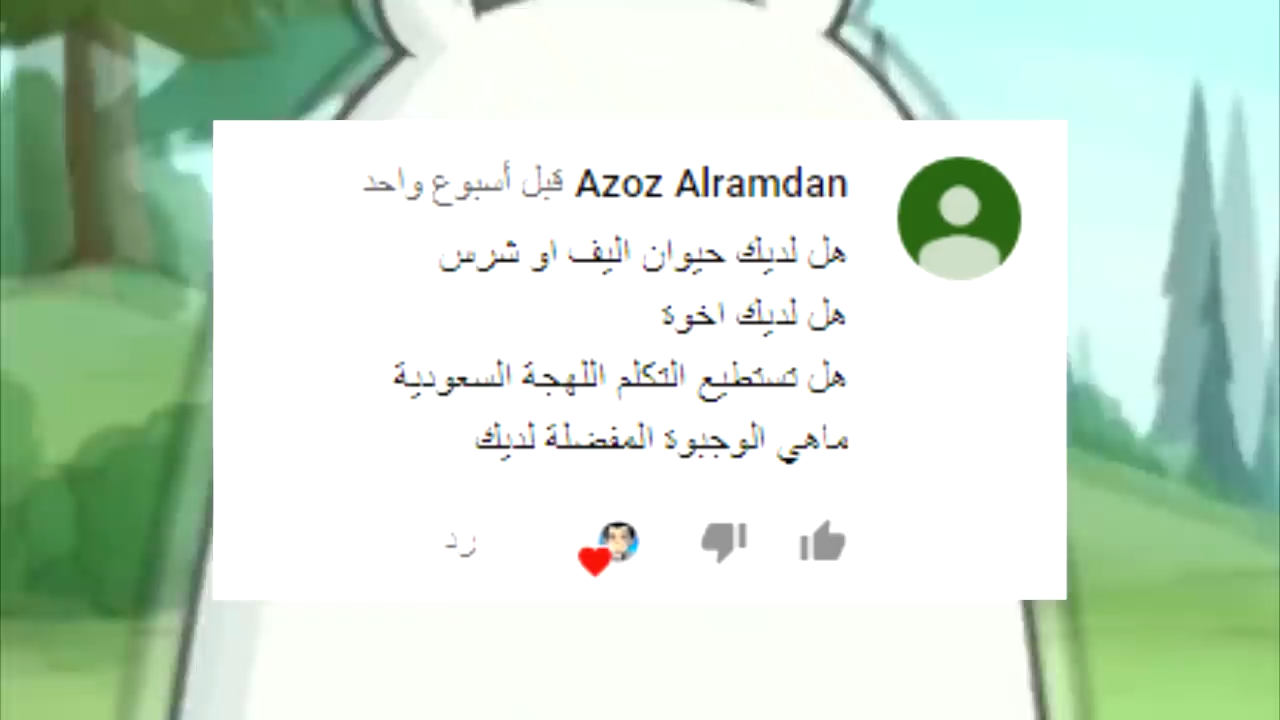 Azoz Alramdan قبل أسبوع واحد
هل لديك حيوان اليف او شرس
هل لديك اخوة
هل تستطيع التكلم اللهجة السعودية
ماهي الوجبوة المفضلة لديك
رد